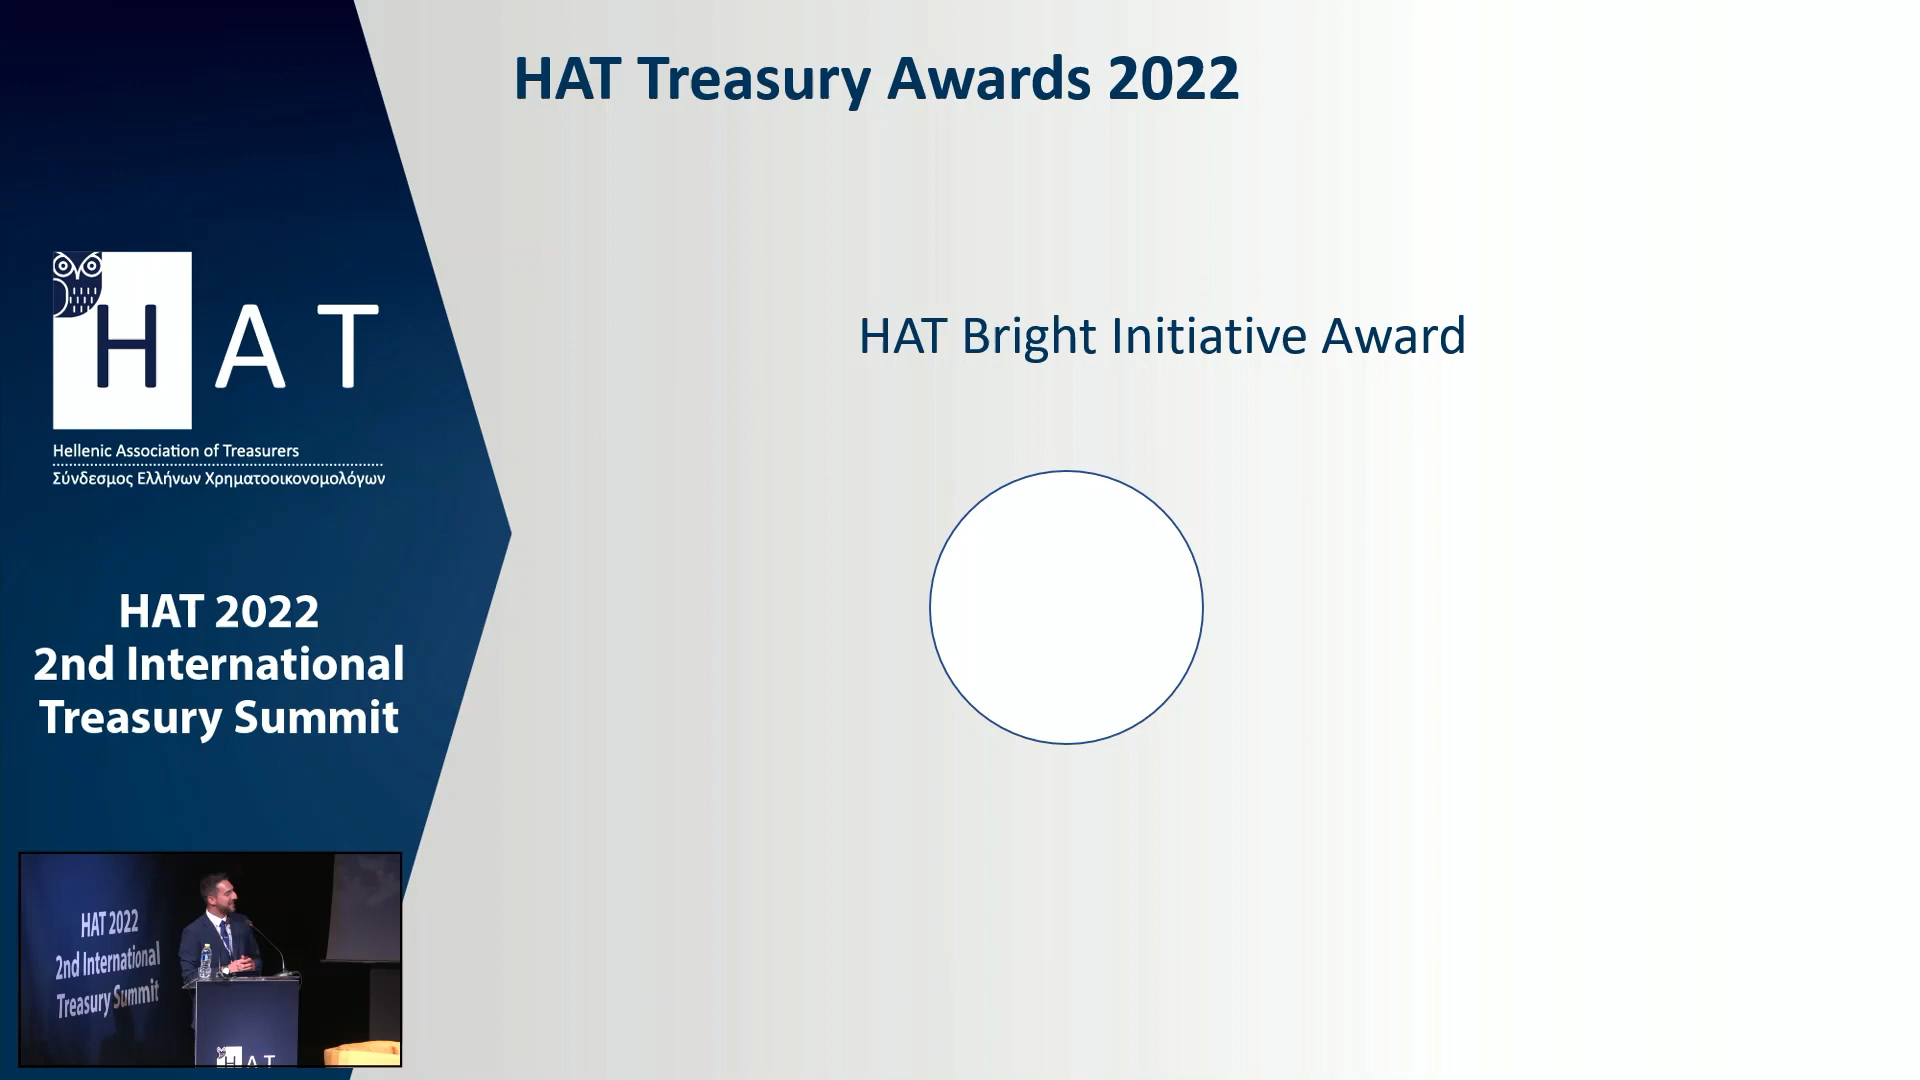 HAT Treasury Awards 2022
HAT
Hellenic Association of Treasurers
Σύνδεσμος Ελλήνων Χρηματοοικονομολόγων
HAT Bright Initiative Award
HAT 2022
2nd International
Treasury Summit
HAT 2022
2nd International
Treasury Summit
HAT